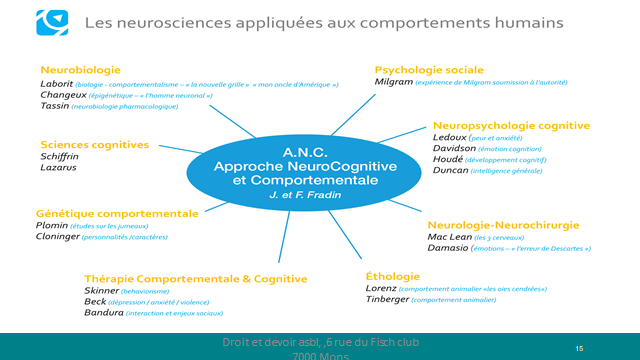 Les neurosciences appliquées aux comportements humains
Neurobiologie
Laborit (biologie - comportementalisme – « la nouvelle grille »  « mon oncle d'Amérique »)
Changeux (épigénétique – « l'homme neuronal »)
Tassin (neurobiologie pharmacologique)
Psychologie sociale
Milgram (expérience de Milgram soumission à l'autorité)
Sciences cognitives
Schiffrin
Lazarus
Neuropsychologie cognitive
Ledoux (peur et anxiété)
Davidson (émotion cognition)
Houdé (développement cognitif)
Duncan (intelligence générale)
A.N.C.
Approche NeuroCognitive
et Comportementale
J. et F. Fradin
Génétique comportementale
Plomin (études sur les jumeaux)
Cloninger (personnalités /caractères)
Neurologie-Neurochirurgie
Mac Lean (les 3 cerveaux)
Damasio (émotions – « l'erreur de Descartes »)
Thérapie Comportementale & Cognitive
Skinner (behaviorisme)
Beck (dépression / anxiété / violence)
Bandura (interaction et enjeux sociaux)
Éthologie
Lorenz (comportement animalier «les oies cendrées»)
Tinberger (comportement animalier)
Droit et devoir asbl, ,6 rue du Fisch club
7000 Mons
15